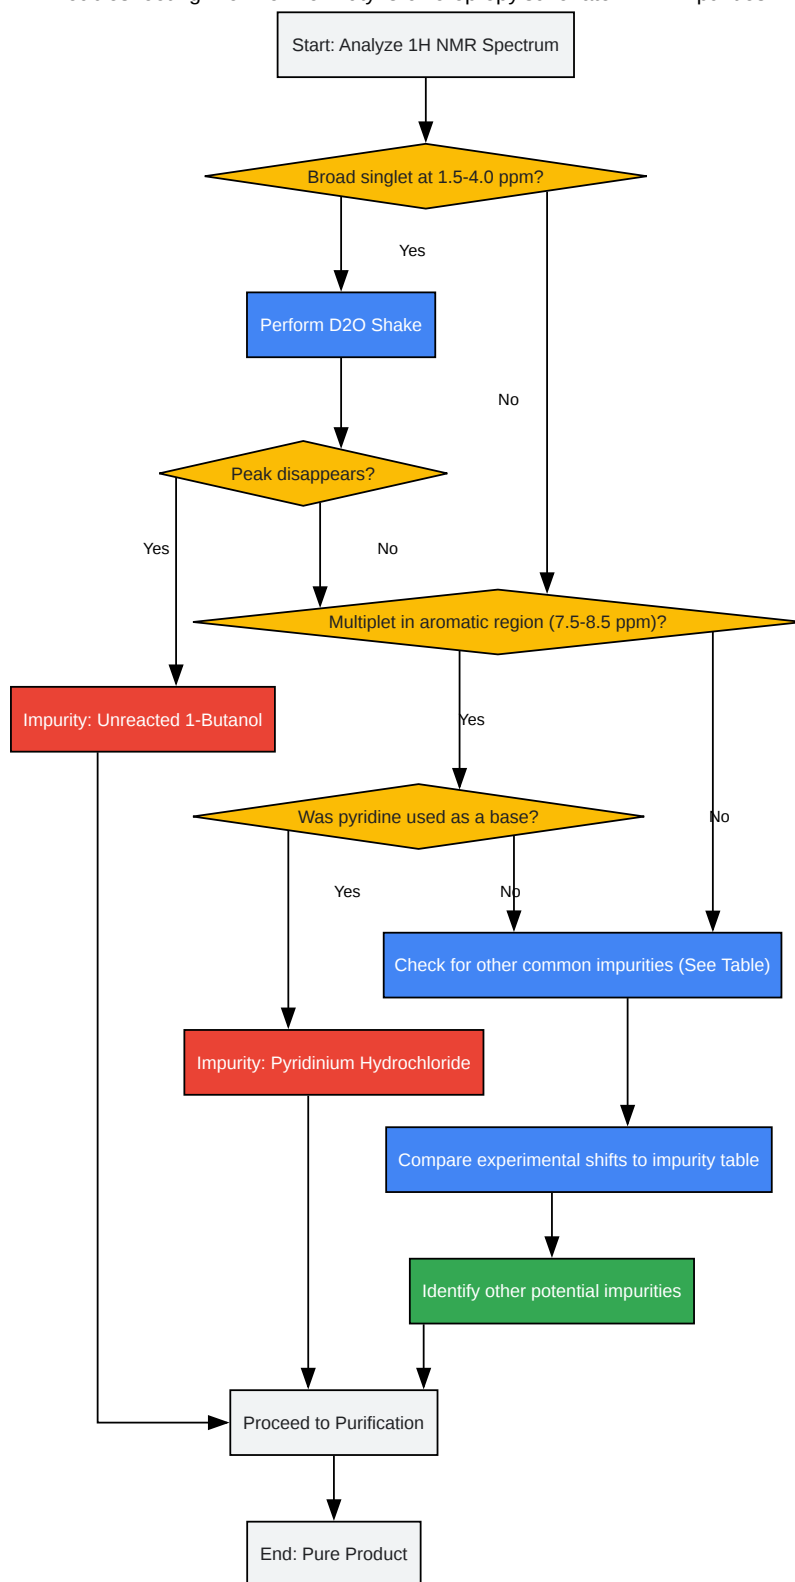 Start: Analyze 1H NMR Spectrum
Broad singlet at 1.5-4.0 ppm?
Yes
Perform D2O Shake
No
Peak disappears?
Yes
No
Multiplet in aromatic region (7.5-8.5 ppm)?
Impurity: Unreacted 1-Butanol
Yes
Was pyridine used as a base?
No
Yes
No
Check for other common impurities (See Table)
Impurity: Pyridinium Hydrochloride
Compare experimental shifts to impurity table
Identify other potential impurities
Proceed to Purification
End: Pure Product